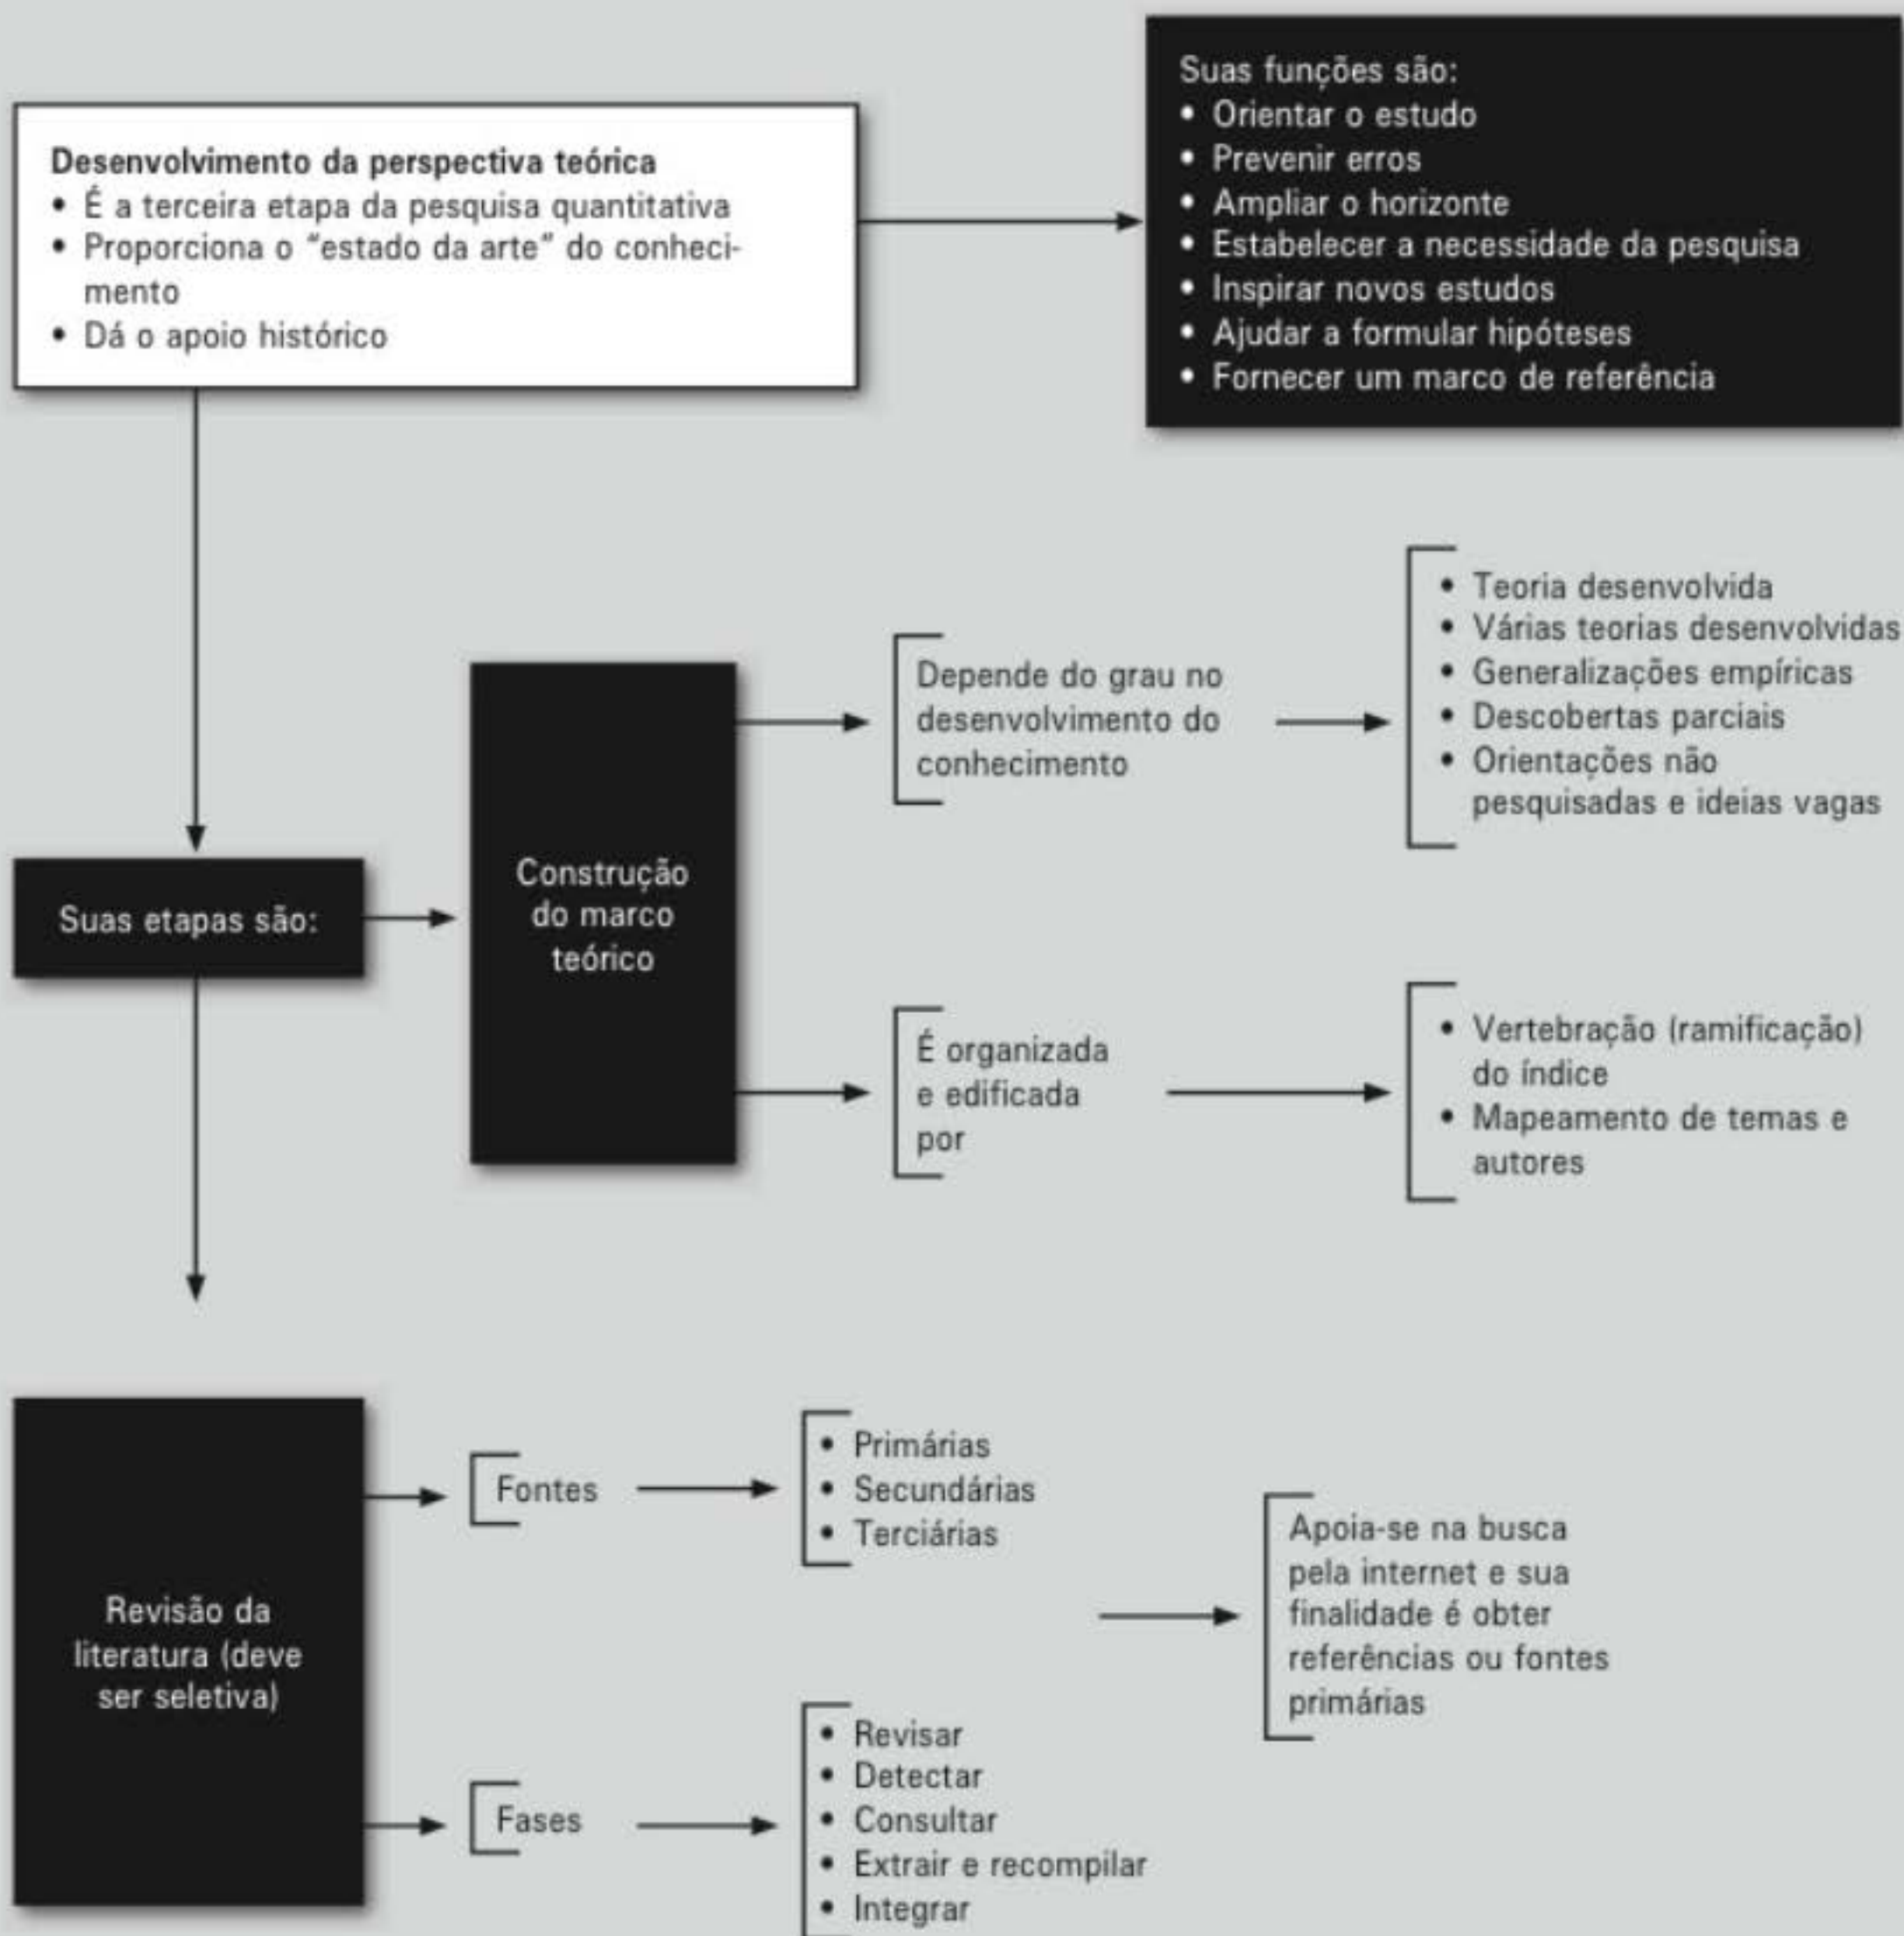 Desenvolvimento da perspectiva teórica
• É a terceira etapa da pesquisa quantitativa
• Proporciona o “estado da arte” do conheci-
mento
• Dá o apoio histórico
Suas funções são:
• Orientar o estudo
• Prevenir erros
• Ampliar o horizonte
• Estabelecer a necessidade da pesquisa
• Inspirar novos estudos
• Ajudar a formular hipóteses
• Fornecer um marco de referência
Suas etapas são:
Construção
do marco
teórico
Depende do grau no
desenvolvimento do
conhecimento
• Teoria desenvolvida
• Várias teorias desenvolvidas
• Generalizações empíricas
• Descobertas parciais
• Orientações não
pesquisadas e ideias vagas
É organizada
e edificada
por
• Vertebração (ramificação)
do índice
• Mapeamento de temas e
autores
Revisão da
literatura (deve
ser seletiva)
Fontes
• Primárias
• Secundárias
• Terciárias
Fases
• Revisar
• Detectar
• Consultar
• Extrair e recompilar
• Integrar
Apoia-se na busca
pela internet e sua
finalidade é obter
referências ou fontes
primárias